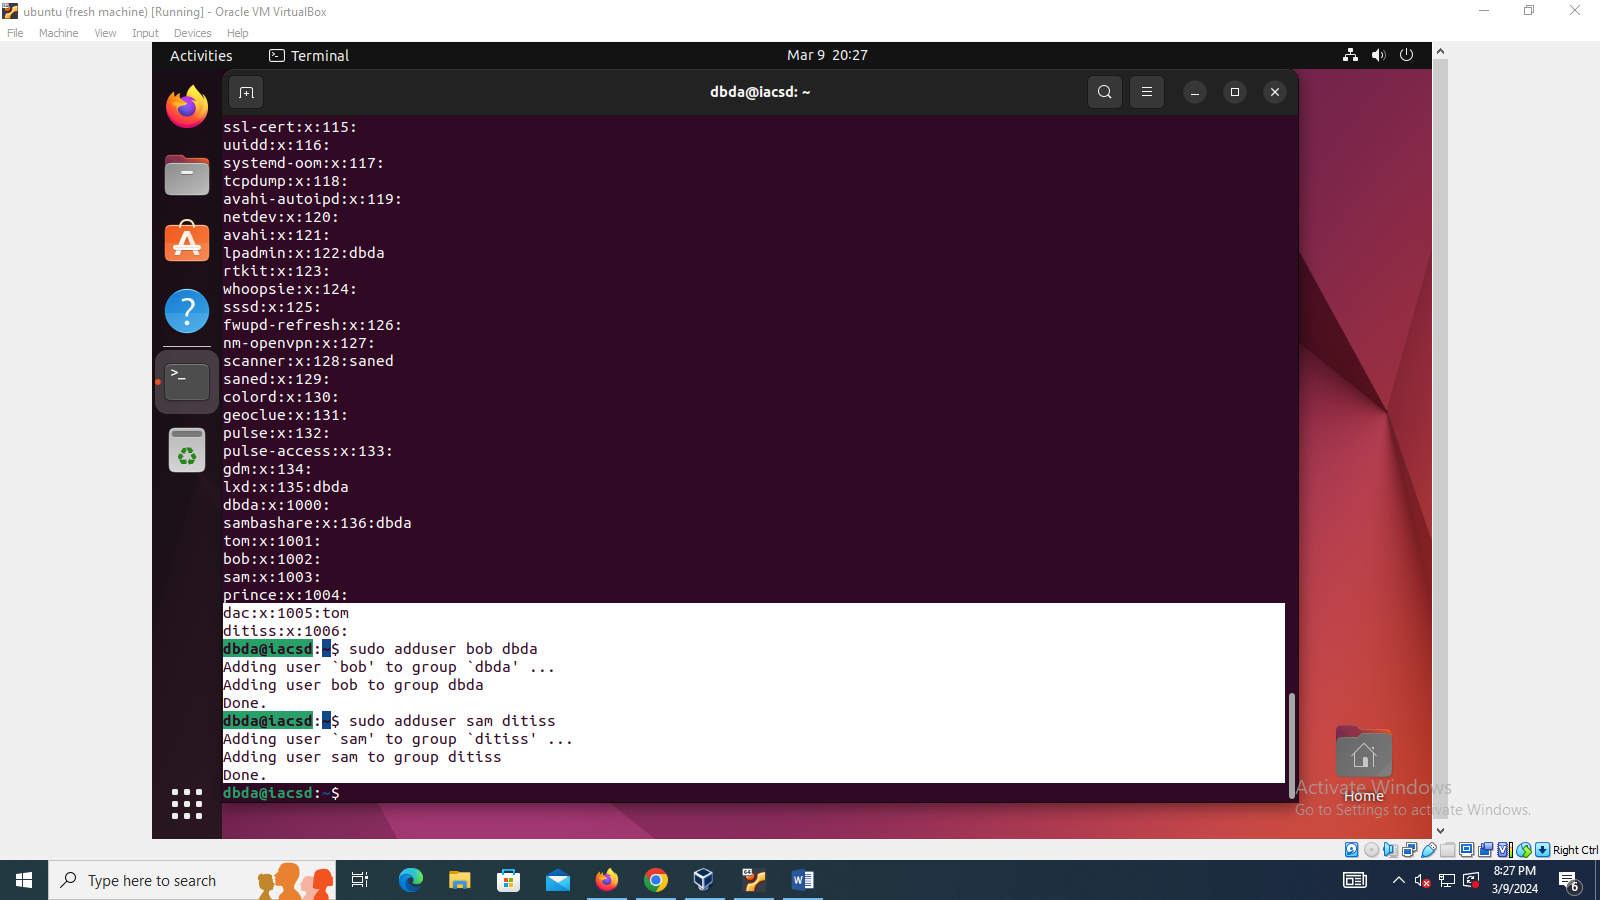 ubuntu (fresh machine) [Running] - Oracle VM VirtualBox
File Machine View Input Devices Help
Activities Terminal Mar 9 20:27
dbda@iacsd: ~
ssl-cert:x:115:
uuidd:x:116:
systemd-oom:x:117:
tcpdump:x:118:
avahi-autoipd:x:119:
netdev:x:120:
avahi:x:121:
lpadmin:x:122:dbda
rtkit:x:123:
whoopsie:x:124:
sssd:x:125:
fwupd-refresh:x:126:
nm-openvpn:x:127:
scanner:x:128:saned
saned:x:129:
colord:x:130:
geoclue:x:131:
pulse:x:132:
pulse-access:x:133:
gdm:x:134:
lxd:x:135:dbda
dbda:x:1000:
sambashare:x:136:dbda
tom:x:1001:
bob:x:1002:
sam:x:1003:
prince:x:1004:
dac:x:1005:tom
ditiss:x:1006:
dbda@iacsd:~$ sudo adduser bob dbda
Adding user `bob' to group `dbda' ...
Adding user bob to group dbda
Done.
dbda@iacsd:~$ sudo adduser sam ditiss
Adding user `sam' to group `ditiss' ...
Adding user sam to group ditiss
Done.
dbda@iacsd:~$
Activate Windows
Home
Go to Settings to activate Windows.
Right Ctrl
Type here to search
8:27 PM
3/9/2024
6